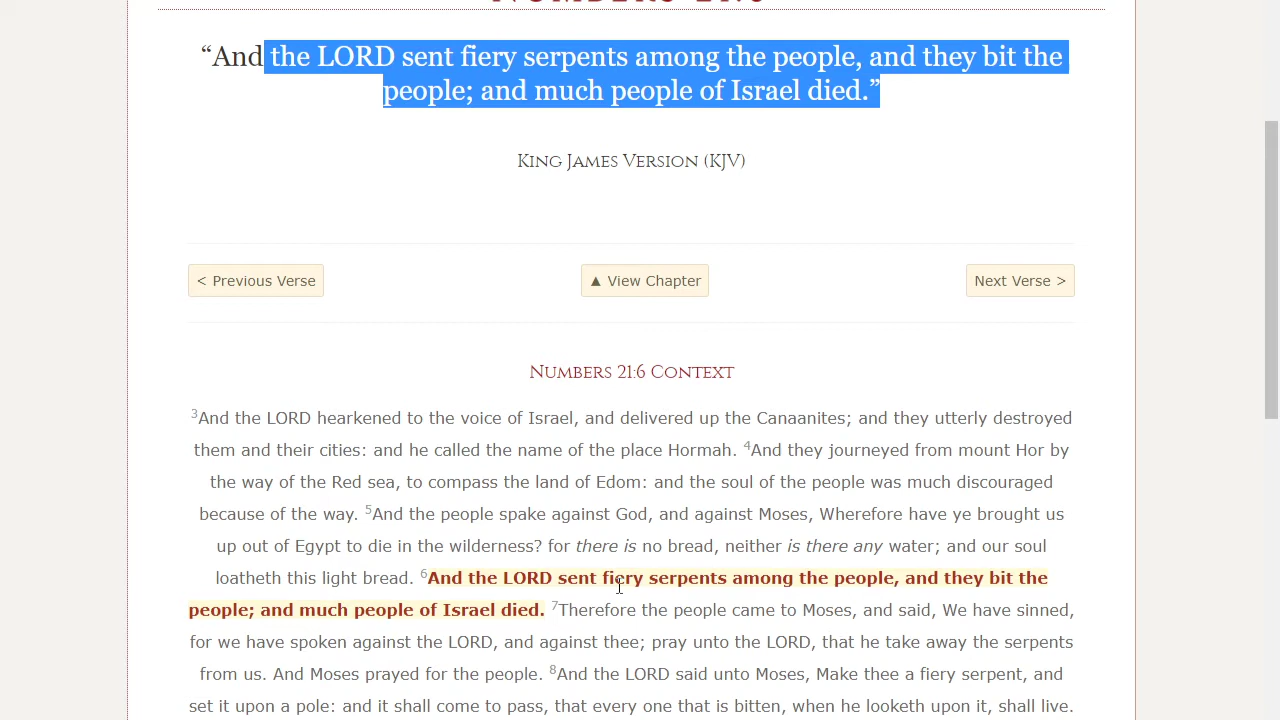 “And the LORD sent fiery serpents among the people, and they bit the
people; and much people of Israel died.”
King James Version (KJV)
< Previous Verse
▲ View Chapter
Next Verse >
Numbers 21:6 Context
3And the LORD hearkened to the voice of Israel, and delivered up the Canaanites; and they utterly destroyed
them and their cities: and he called the name of the place Hormah. 4And they journeyed from mount Hor by
the way of the Red sea, to compass the land of Edom: and the soul of the people was much discouraged
because of the way. 5And the people spake against God, and against Moses, Wherefore have ye brought us
up out of Egypt to die in the wilderness? for there is no bread, neither is there any water; and our soul
loatheth this light bread. 6And the LORD sent fiery serpents among the people, and they bit the
people; and much people of Israel died. 7Therefore the people came to Moses, and said, We have sinned,
for we have spoken against the LORD, and against thee; pray unto the LORD, that he take away the serpents
from us. And Moses prayed for the people. 8And the LORD said unto Moses, Make thee a fiery serpent, and
set it upon a pole: and it shall come to pass, that every one that is bitten, when he looketh upon it, shall live.